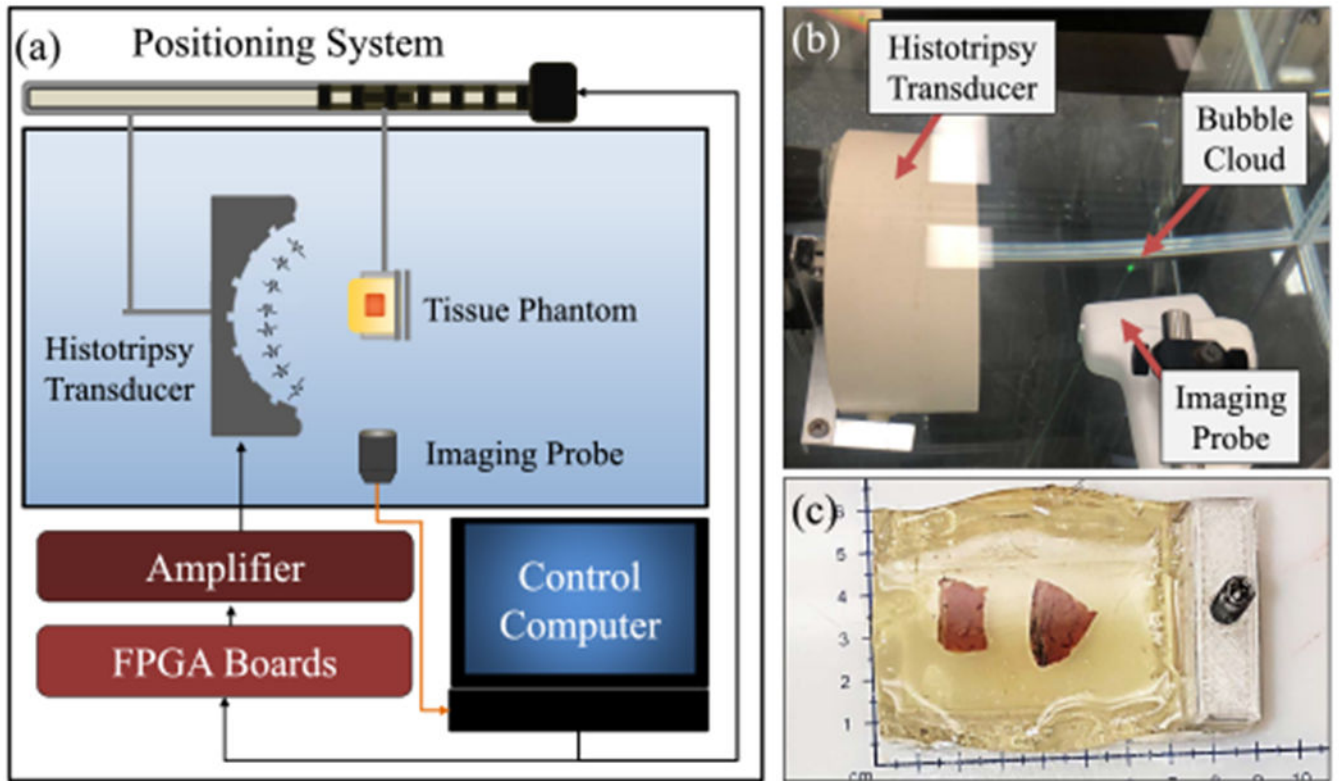 (a)
Positioning System
Histotripsy
Transducer
Tissue Phantom
Imaging Probe
Amplifier
FPGA Boards
Control
Computer
(b)
Histotripsy
Transducer
Bubble
Cloud
Imaging
Probe
(c)
6
5
4
3
2
1
cm
10